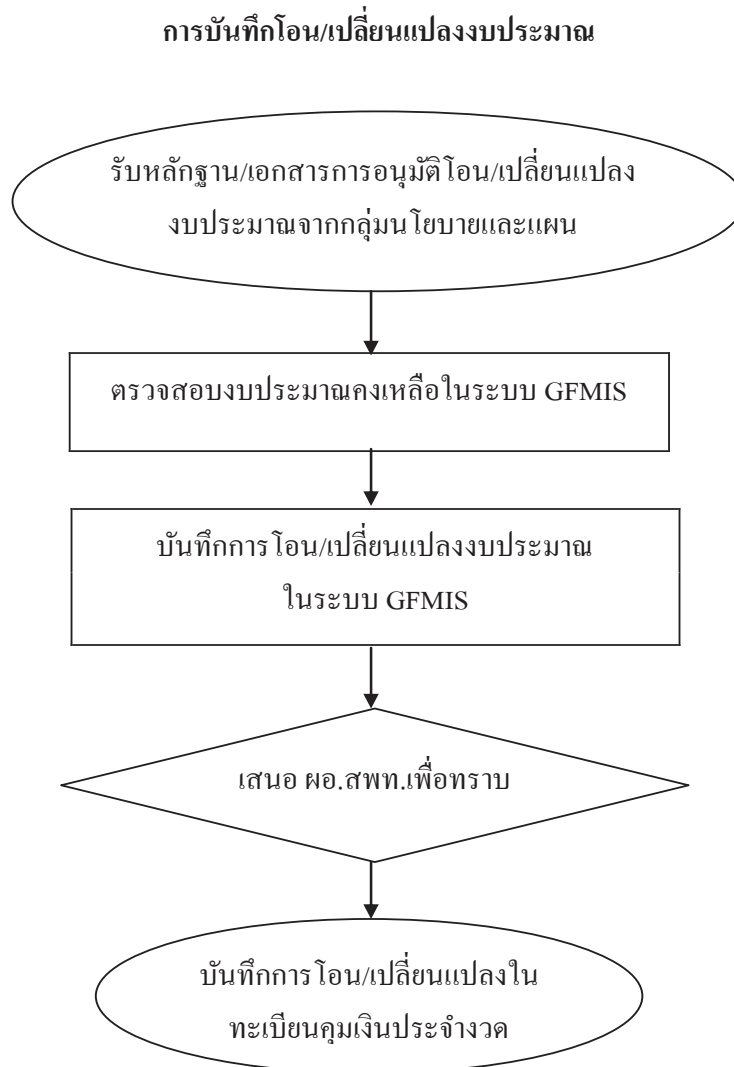 การบันทึกโอน/เปลี่ยนแปลงงบประมาณ
รับหลักฐาน/เอกสารการอนุมัติโอน/เปลี่ยนแปลง
งบประมาณจากกลุ่มนโยบายและแผน
ตรวจสอบงบประมาณคงเหลือในระบบ GFMIS
บันทึกการโอน/เปลี่ยนแปลงงบประมาณ
ในระบบ GFMIS
เสนอ ผอ.สพท.เพื่อทราบ
บันทึกการโอน/เปลี่ยนแปลงใน
ทะเบียนคุมเงินประจำงวด